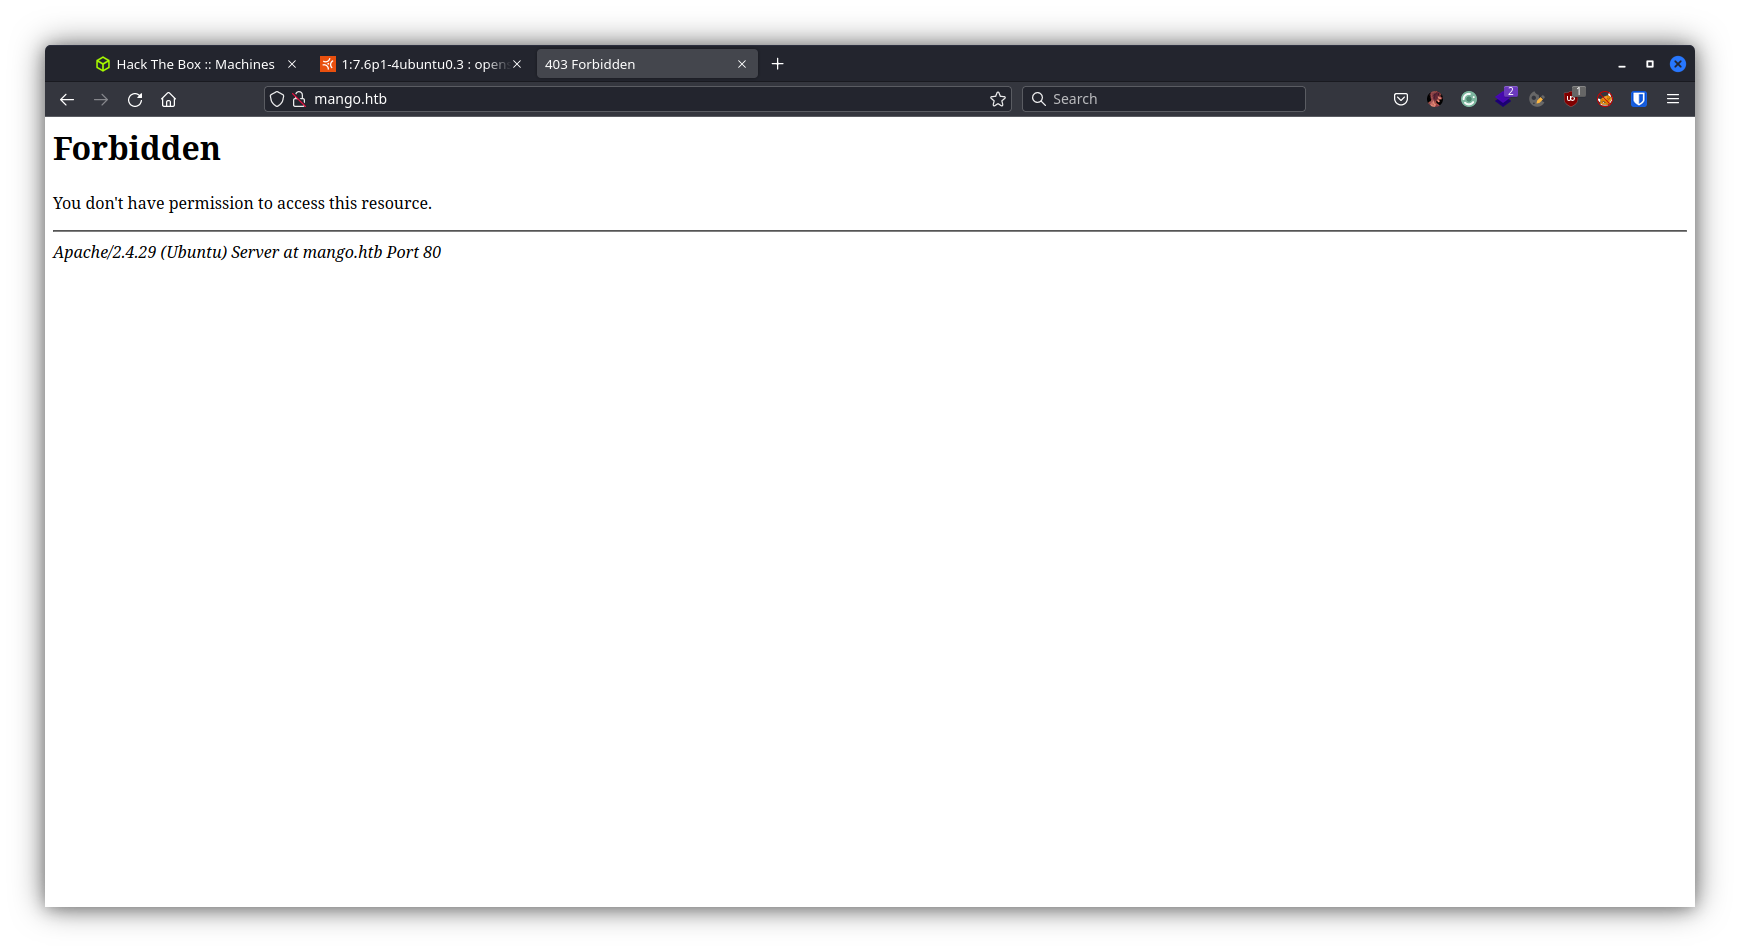 Hack The Box :: Machines
1:7.6p1-4ubuntu0.3 : open
403 Forbidden
mango.htb
Search
2
1
Forbidden
You don't have permission to access this resource.
Apache/2.4.29 (Ubuntu) Server at mango.htb Port 80